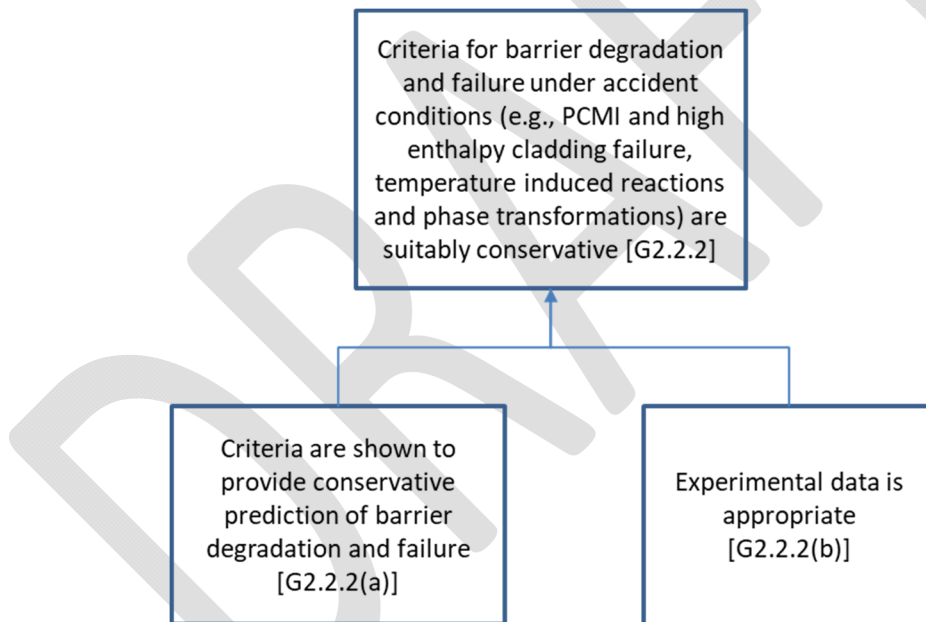 Criteria for barrier degradation
and failure under accident
conditions (e.g., PCMI and high
enthalpy cladding failure,
temperature induced reactions
and phase transformations) are
suitably conservative [G2.2.2]
Criteria are shown to
provide conservative
prediction of barrier
degradation and failure
[G2.2.2(a)]
Experimental data is
appropriate
[G2.2.2(b)]
DRAF